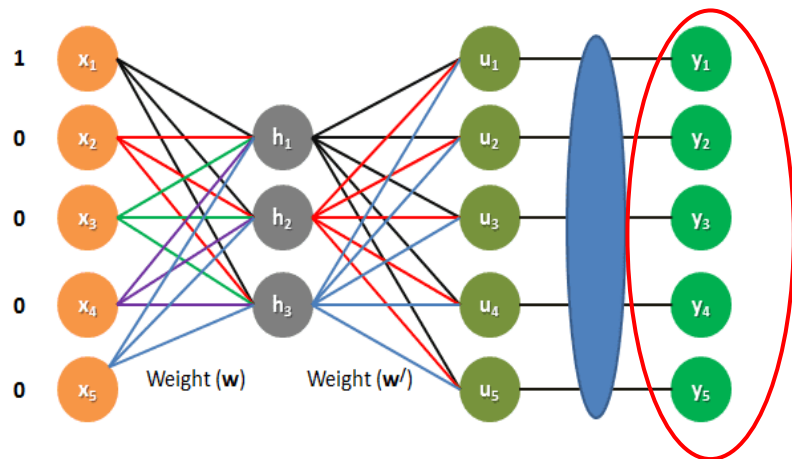 1 x₁ u₁ y₁
0 x₂ h₁ u₂ y₂
0 x₃ h₂ u₃ y₃
0 x₄ h₃ u₄ y₄
Weight (w) Weight (w/)
0 x₅ u₅ y₅